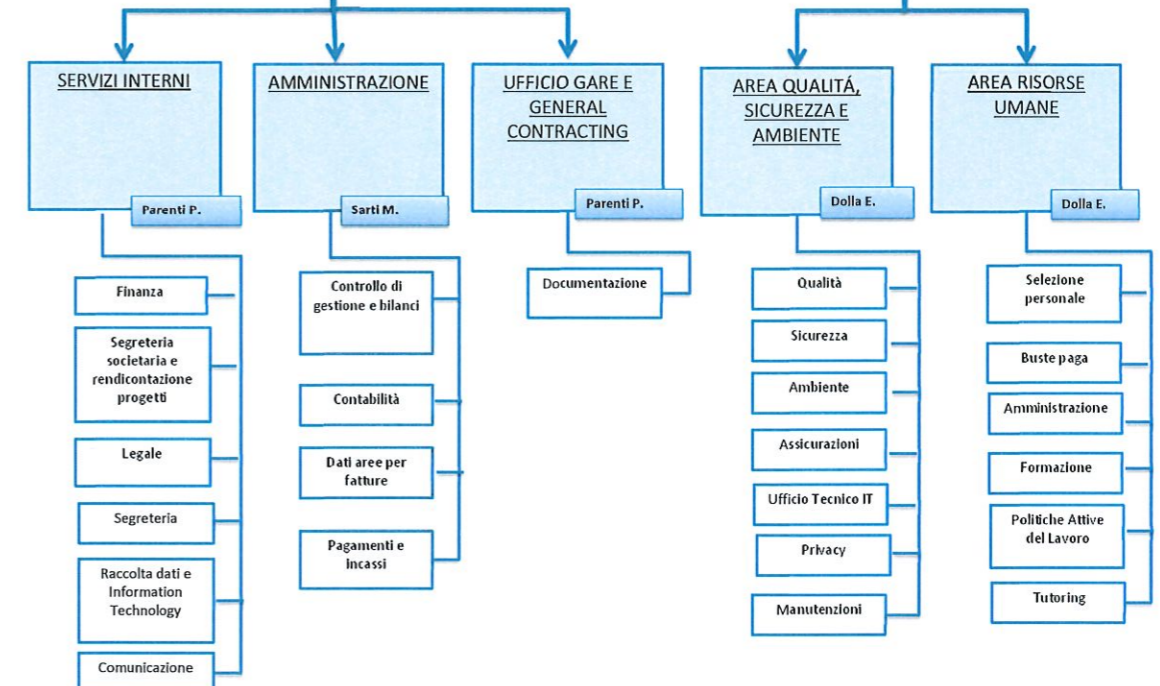 SERVIZI INTERNI
Parenti P.
Finanza
Segreteria
societaria e
rendicontazione
progetti
Legale
Segreteria
Raccolta dati e
Information
Technology
Comunicazione
AMMINISTRAZIONE
Sarti M.
Controllo di
gestione e bilanci
Contabilità
Dati aree per
fatture
Pagamenti e
incassi
UFFICIO GARE E
GENERAL
CONTRACTING
Parenti P.
Documentazione
AREA QUALITÁ,
SICUREZZA E
AMBIENTE
Dolla E.
Qualità
Sicurezza
Ambiente
Assicurazioni
Ufficio Tecnico IT
Privacy
Manutenzioni
AREA RISORSE
UMANE
Dolla E.
Selezione
personale
Buste paga
Amministrazione
Formazione
Politiche Attive
del Lavoro
Tutoring